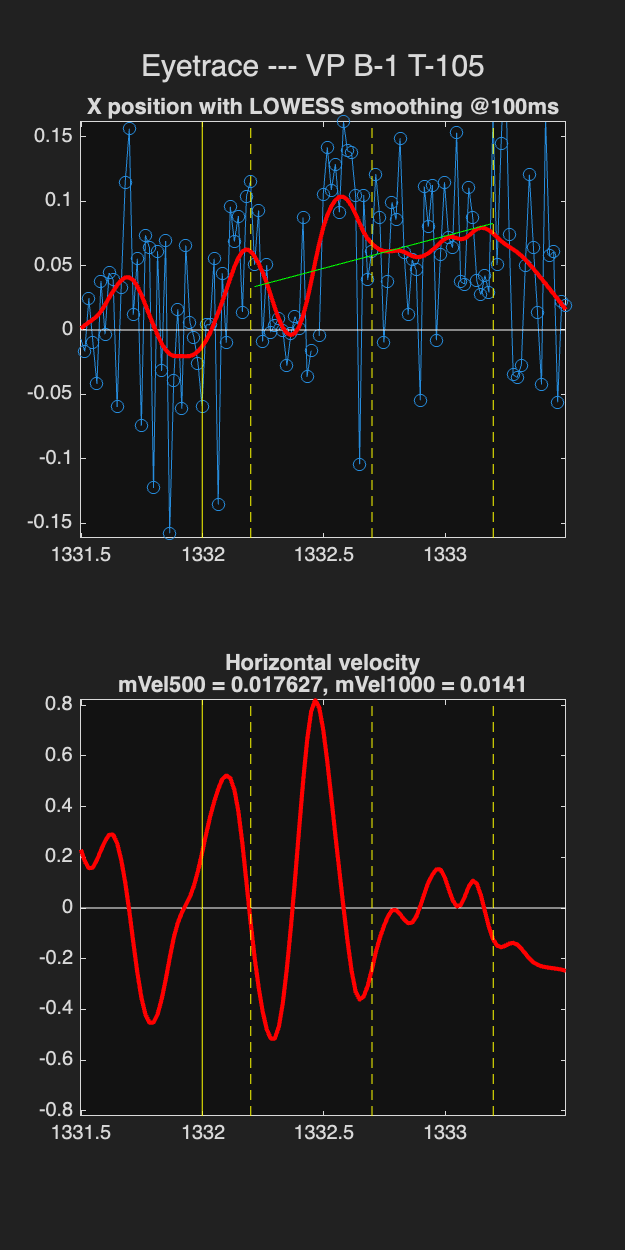 Eyetrace --- VP B-1 T-105
X position with LOWESS smoothing @100ms
0.15
0.1
0.05
0
-0.05
-0.1
-0.15
1331.5 1332 1332.5 1333
Horizontal velocity
mVel500 = 0.017627, mVel1000 = 0.0141
0.8
0.6
0.4
0.2
0
-0.2
-0.4
-0.6
-0.8
1331.5 1332 1332.5 1333